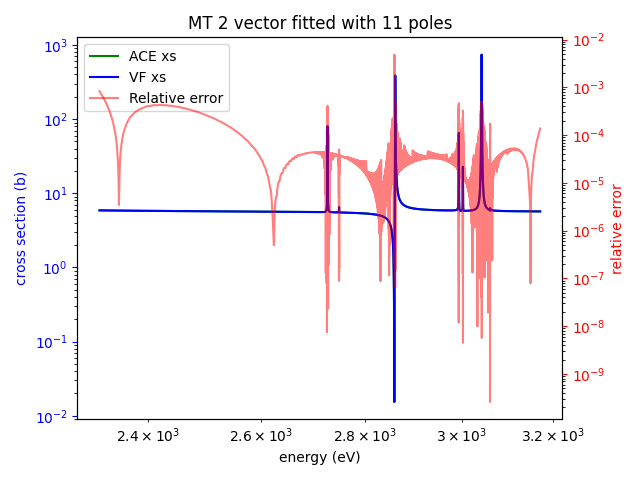 MT 2 vector fitted with 11 poles
ACE xs
VF xs
Relative error
10³
10²
10¹
10⁰
10⁻¹
10⁻²
cross section (b)
10⁻²
10⁻³
10⁻⁴
10⁻⁵
10⁻⁶
10⁻⁷
10⁻⁸
10⁻⁹
relative error
2.4 × 10³ 2.6 × 10³ 2.8 × 10³ 3 × 10³ 3.2 × 10³
energy (eV)